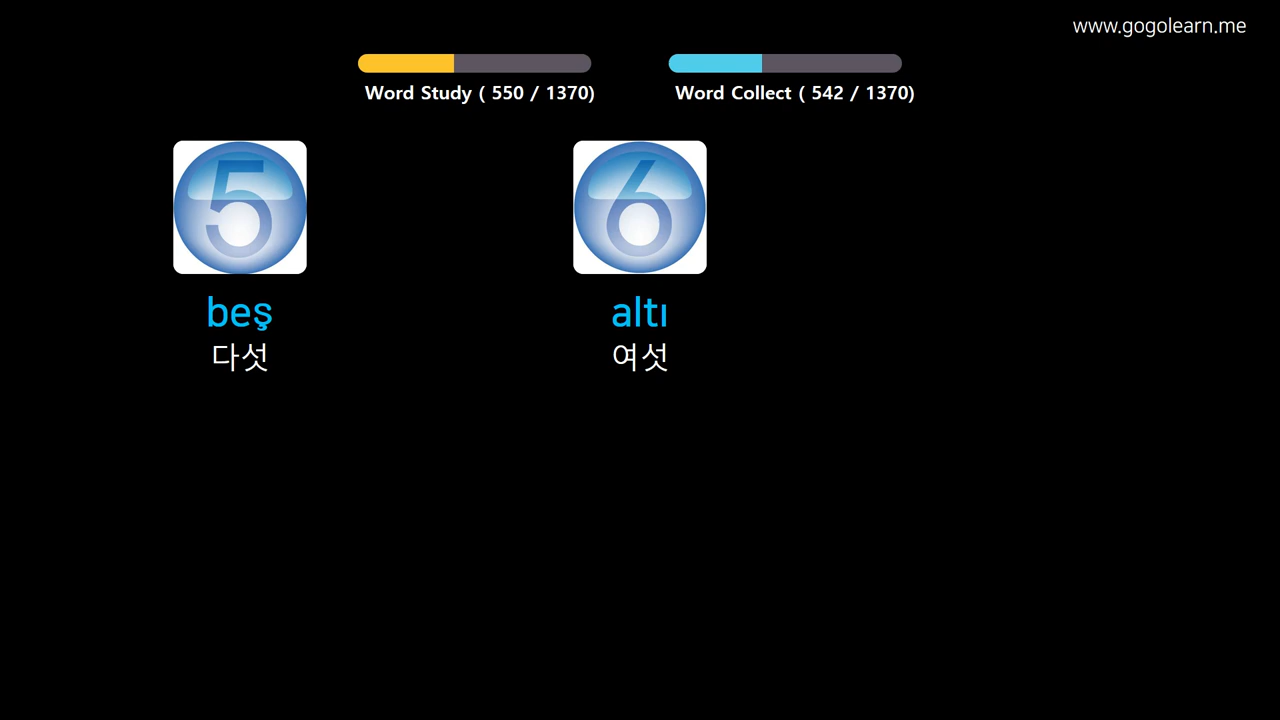 www.gogolearn.me
Word Study ( 550 / 1370)
Word Collect ( 542 / 1370)
5
6
beş
altı
다섯
여섯